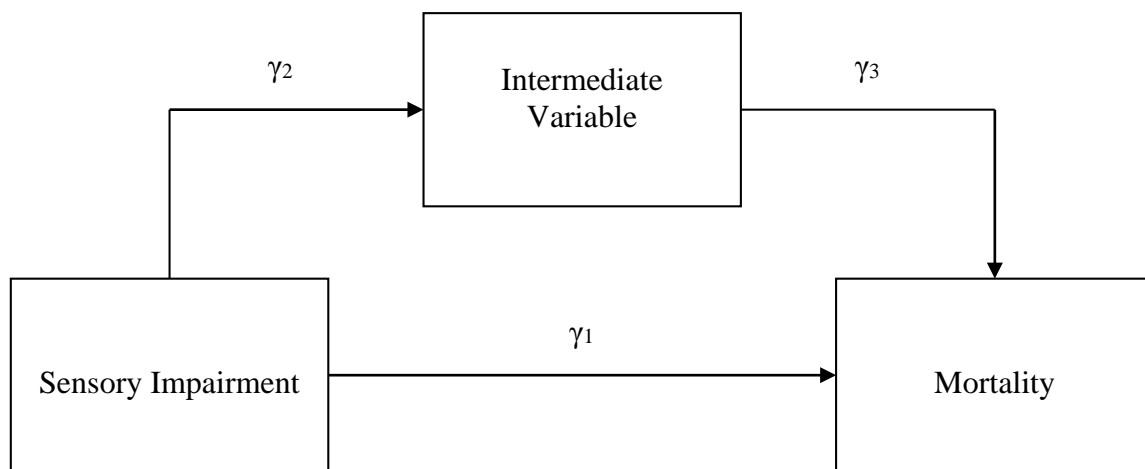 γ2
Intermediate
Variable
γ3
γ1
Sensory Impairment
Mortality